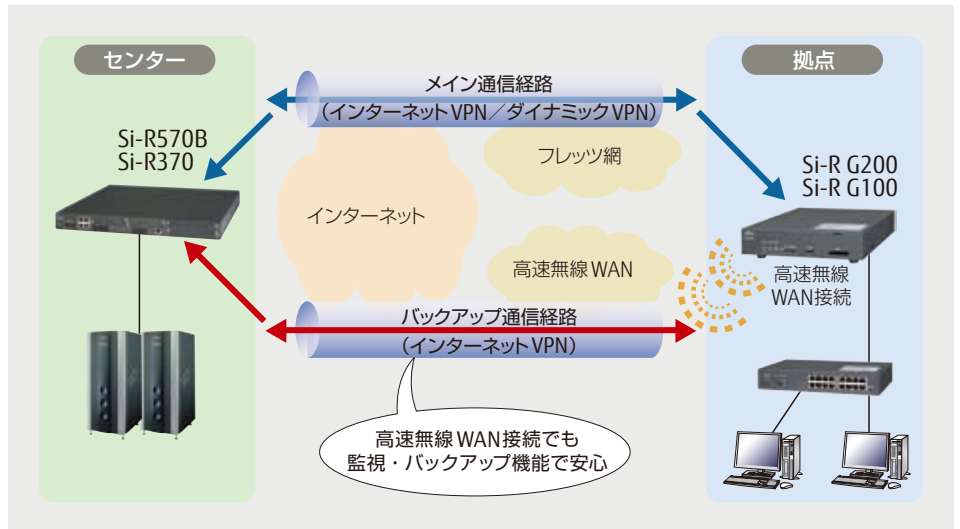 センター
拠点
メイン通信経路
（インターネットVPN／ダイナミックVPN）
Si-R570B
Si-R370
フレッツ網
Si-R G200
Si-R G100
インターネット
高速無線WAN
高速無線
WAN接続
バックアップ通信経路
（インターネットVPN）
高速無線WAN接続でも
監視・バックアップ機能で安心